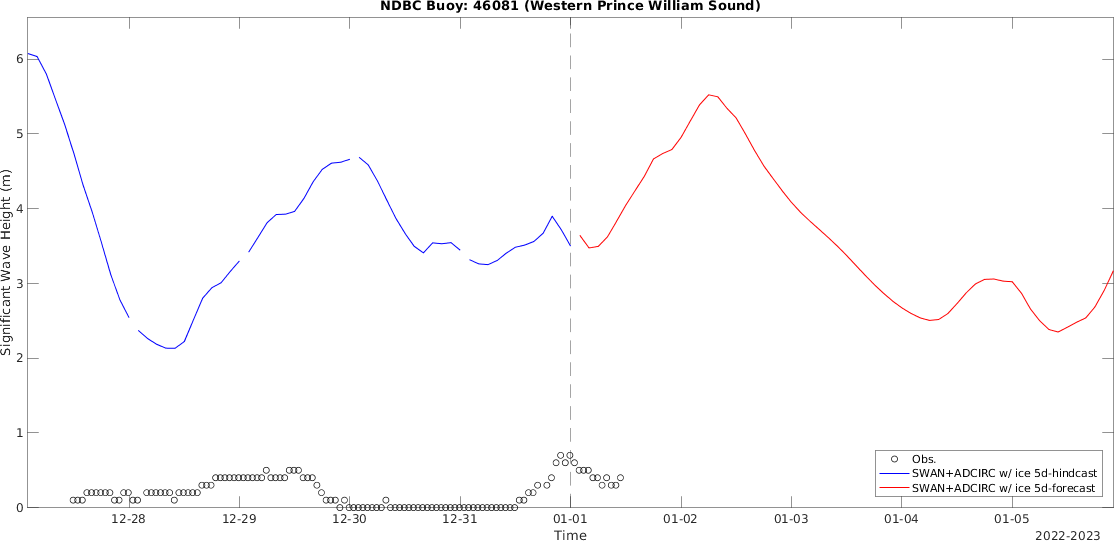 NDBC Buoy: 46081 (Western Prince William Sound)
Significant Wave Height (m)
6
5
4
3
2
1
0
Obs.
SWAN+ADCIRC w/ ice 5d-hindcast
SWAN+ADCIRC w/ ice 5d-forecast
12-28 12-29 12-30 12-31 01-01 01-02 01-03 01-04 01-05
Time
2022-2023